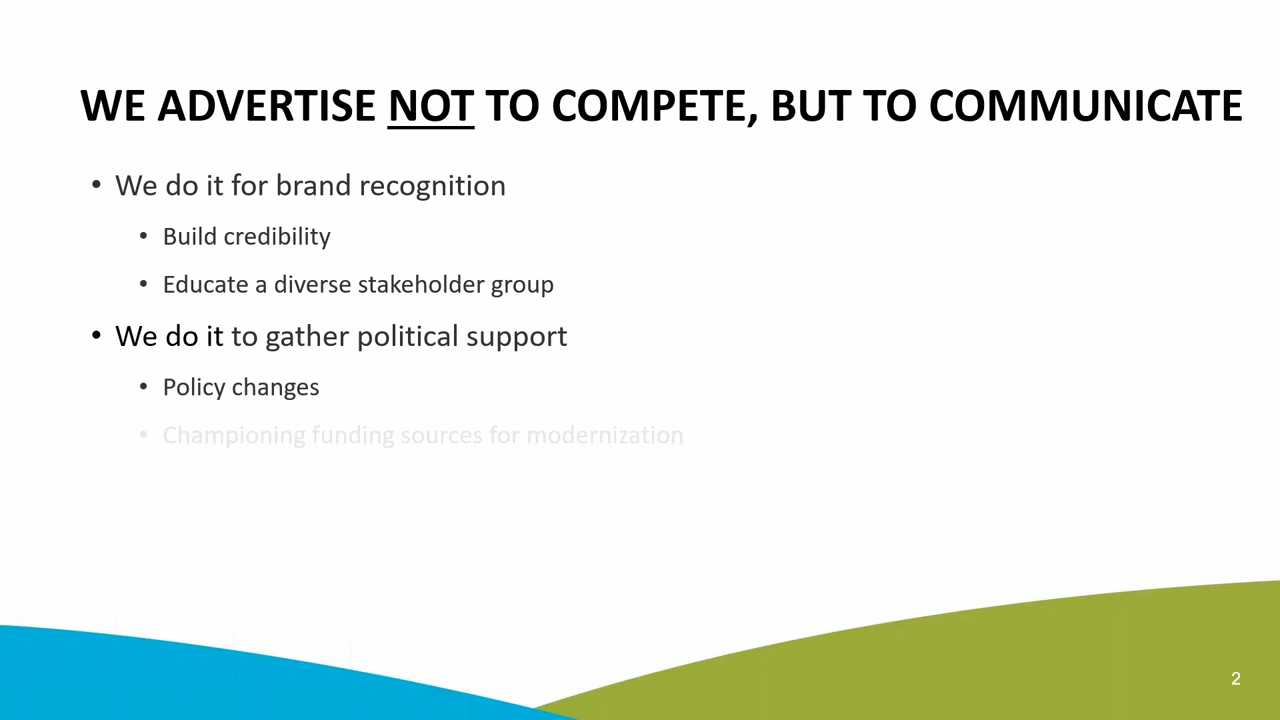 WE ADVERTISE NOT TO COMPETE, BUT TO COMMUNICATE
• We do it for brand recognition
• Build credibility
• Educate a diverse stakeholder group
• We do it to gather political support
• Policy changes
• Championing funding sources for modernization
2